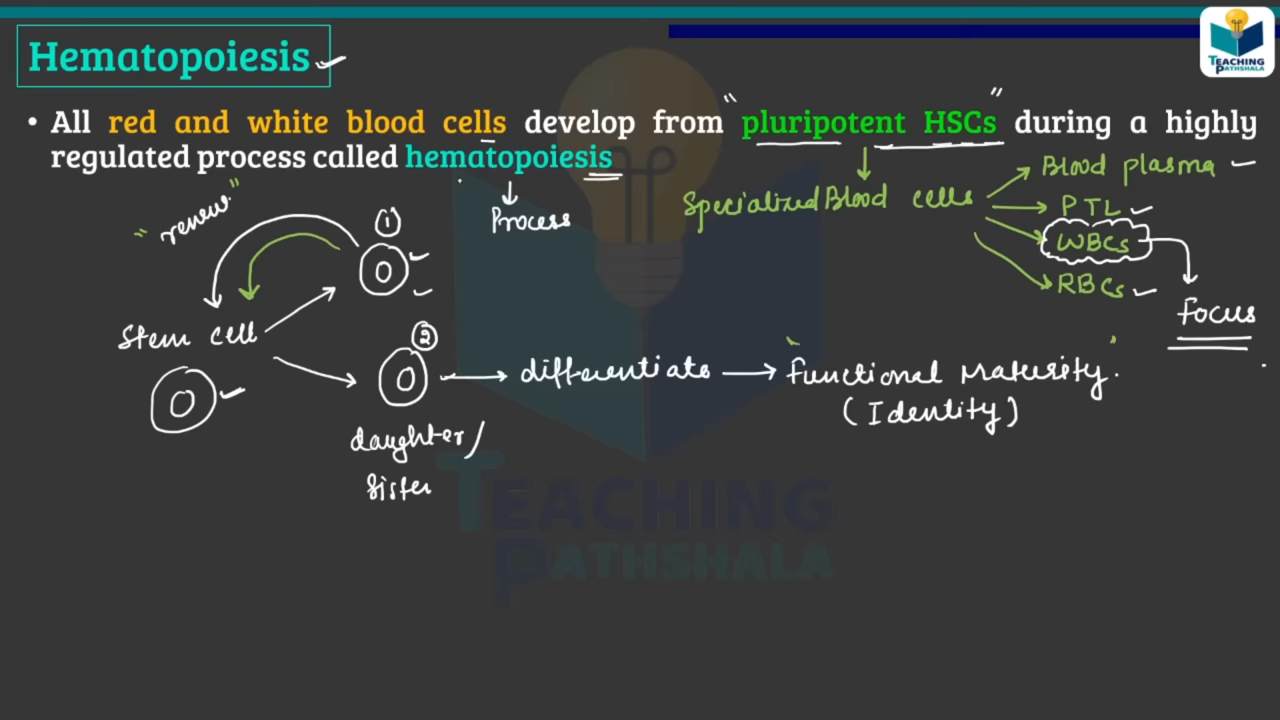 Hematopoiesis
TEACHING
PATHSHALA
• All red and white blood cells develop from "pluripotent HSCs" during a highly
regulated process called hematopoiesis
Blood plasma
Specialized Blood cells
PTL
"renew"
1
Process
WBCs
RBCs
Focus
Stem cell
2
differentiate
"Functional Maturity".
(Identity)
daughter/
Sister
TEACHING
PATHSHALA